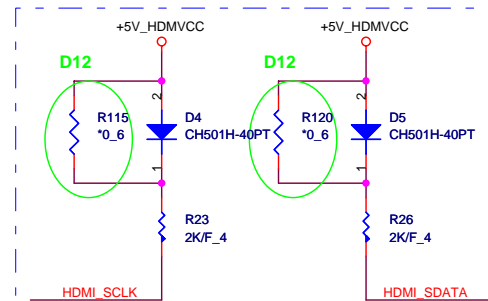 +5V_HDMVCC
+5V_HDMVCC
D12
D12
2
2
R115
*0_6
D4
CH501H-40PT
R120
*0_6
D5
CH501H-40PT
1
1
R23
2K/F_4
R26
2K/F_4
HDMI_SCLK
HDMI_SDATA